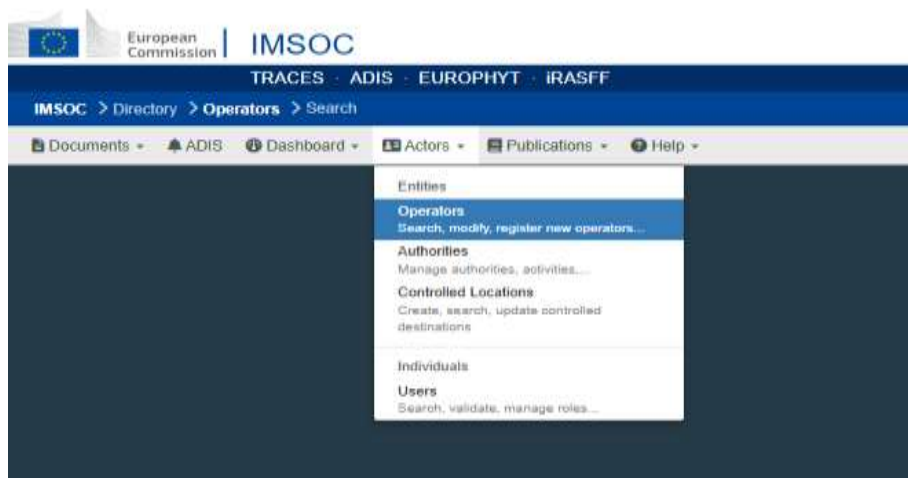 European
Commission
IMSOC
TRACES · ADIS · EUROPHYT · iRASFF
IMSOC > Directory > Operators > Search
Documents ADIS Dashboard Actors Publications Help
Entities
Operators
Search, modify, register new operators...
Authorities
Manage authorities, activities,...
Controlled Locations
Create, search, update controlled
destinations
Individuals
Users
Search, validate, manage roles...